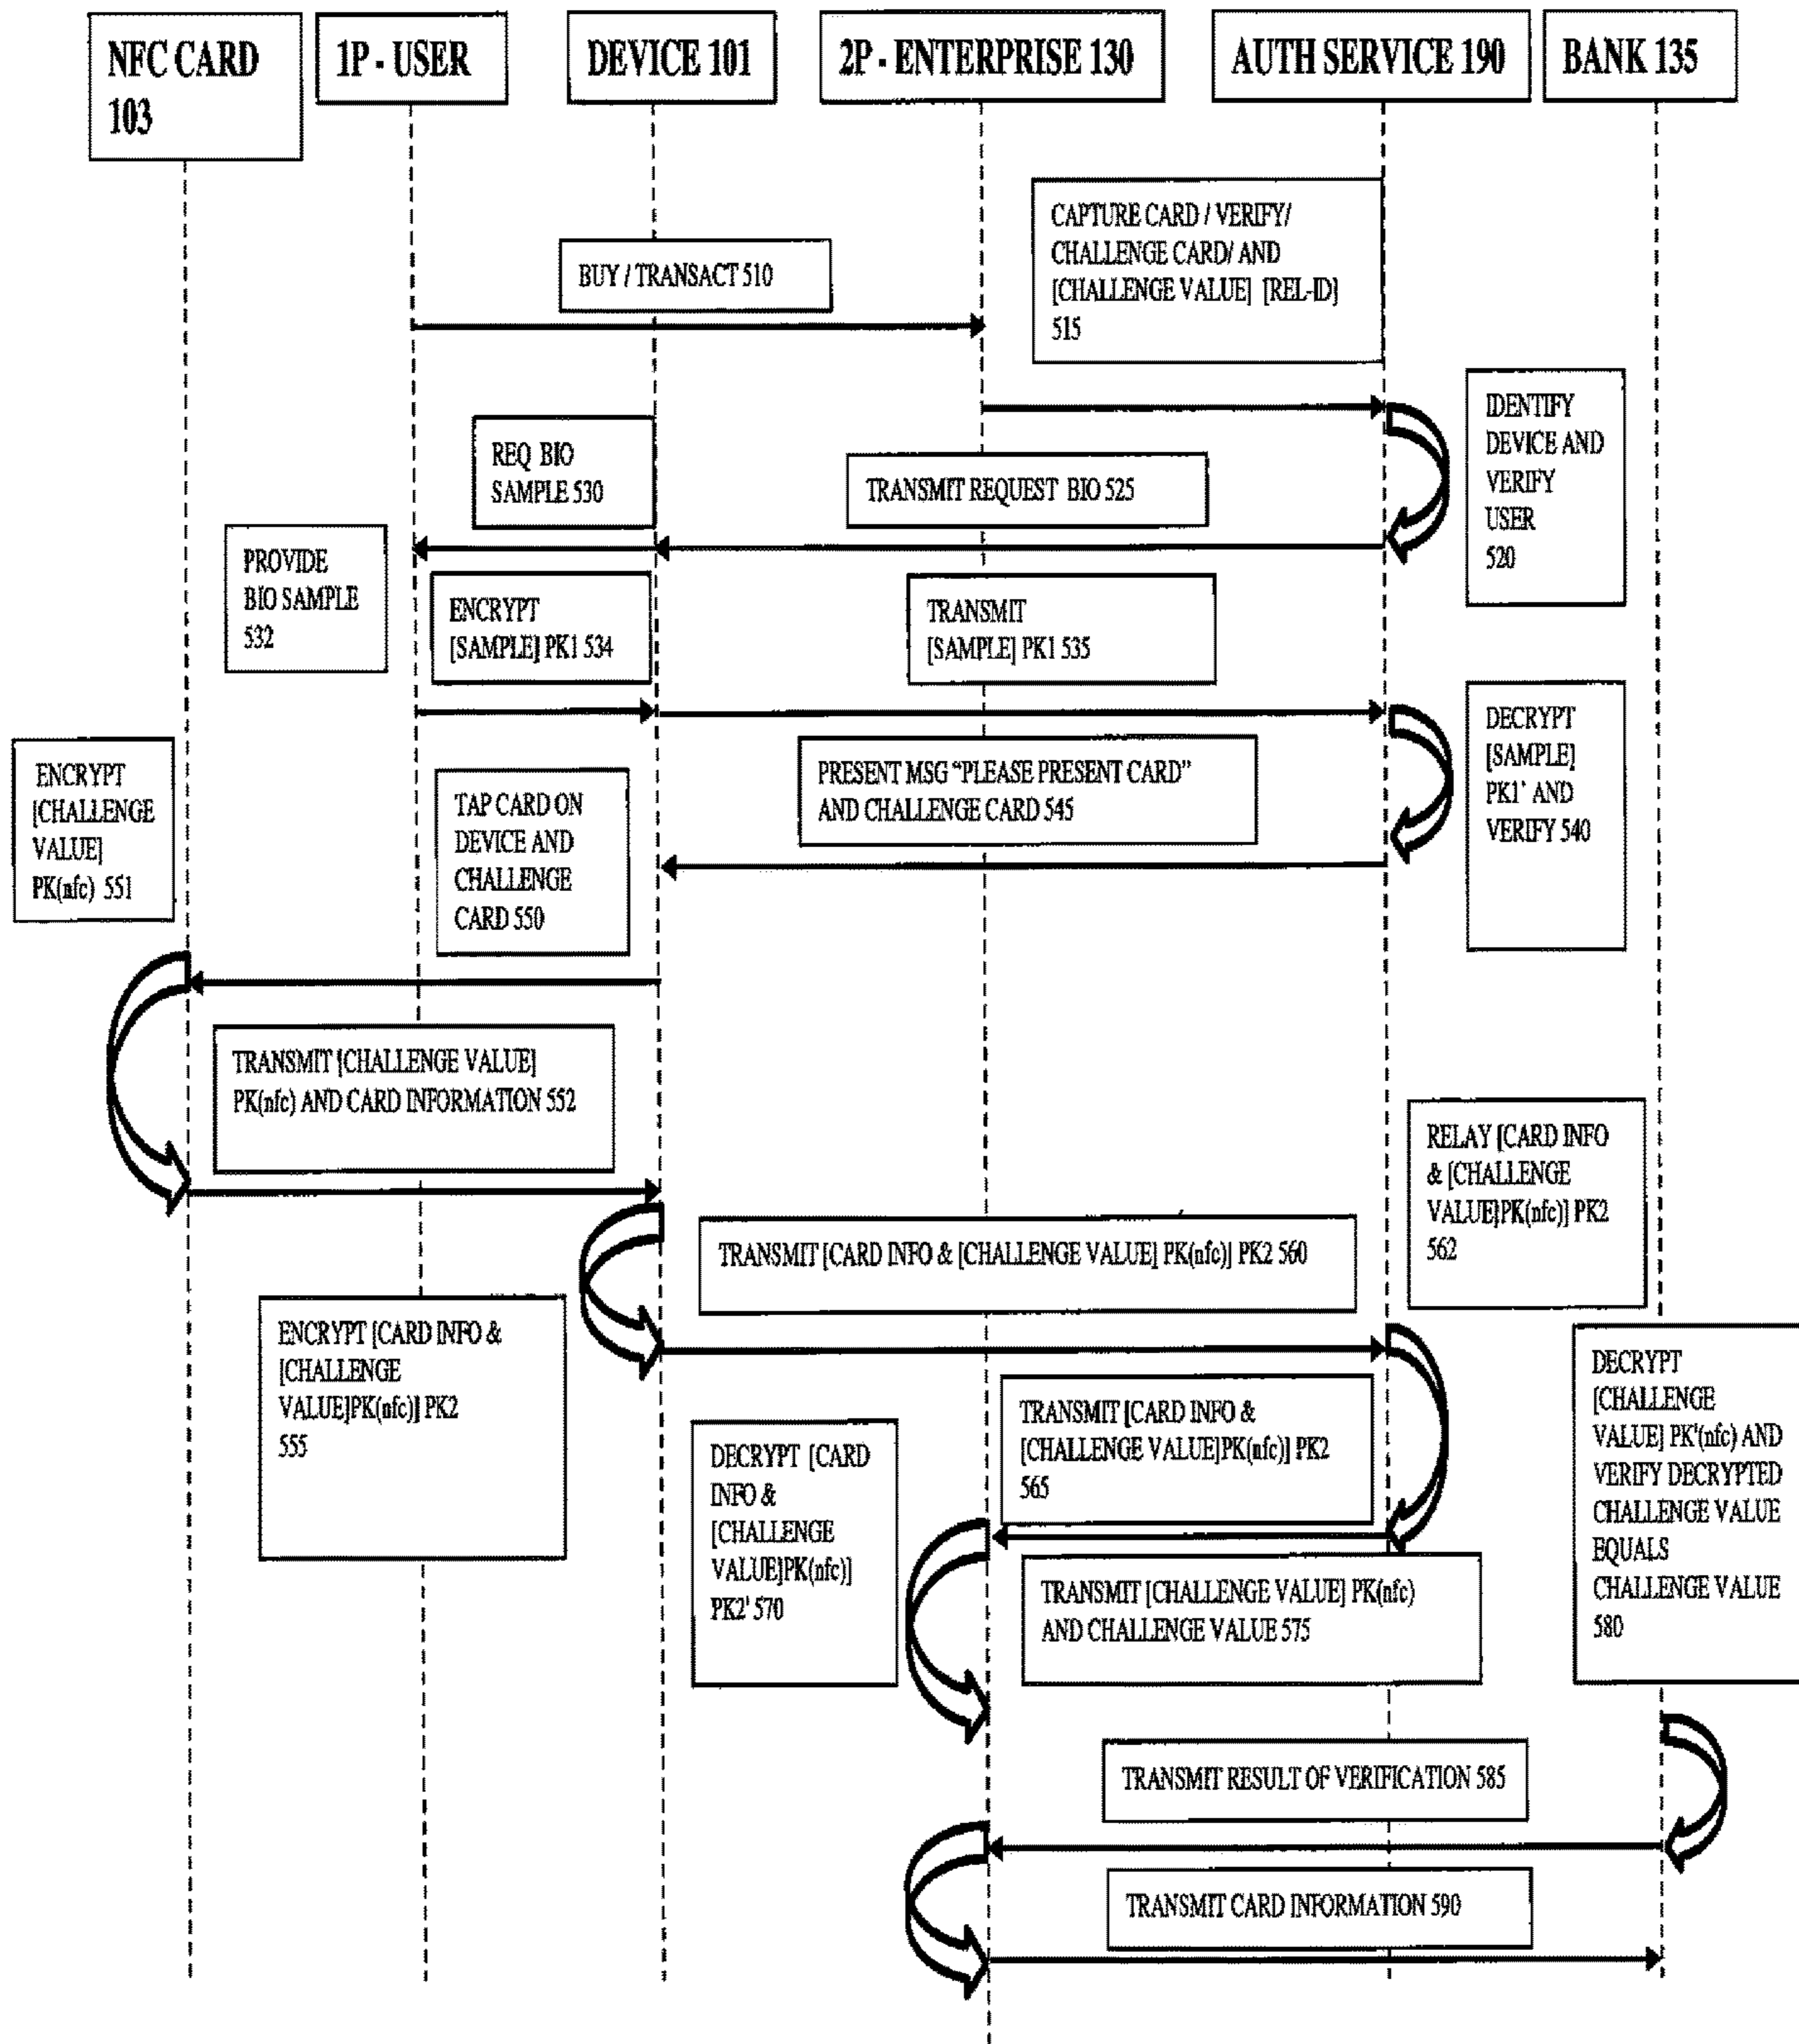 NFC CARD
103
1P - USER
DEVICE 101
2P - ENTERPRISE 130
AUTH SERVICE 190
BANK 135
CAPTURE CARD / VERIFY/
CHALLENGE CARD/ AND
[CHALLENGE VALUE] [REL-ID]
515
BUY / TRANSACT 510
IDENTIFY
DEVICE AND
VERIFY
USER
520
REQ BIO
SAMPLE 530
TRANSMIT REQUEST BIO 525
PROVIDE
BIO SAMPLE
532
ENCRYPT
[SAMPLE] PK1 534
TRANSMIT
[SAMPLE] PK1 535
DECRYPT
[SAMPLE]
PK1' AND
VERIFY 540
ENCRYPT
[CHALLENGE
VALUE]
PK(nfc) 551
TAP CARD ON
DEVICE AND
CHALLENGE
CARD 550
PRESENT MSG "PLEASE PRESENT CARD"
AND CHALLENGE CARD 545
TRANSMIT [CHALLENGE VALUE]
PK(nfc) AND CARD INFORMATION 552
RELAY [CARD INFO
& [CHALLENGE
VALUE]PK(nfc)] PK2
562
TRANSMIT [CARD INFO & [CHALLENGE VALUE] PK(nfc)] PK2 560
ENCRYPT [CARD INFO &
[CHALLENGE
VALUE]PK(nfc)] PK2
555
DECRYPT
[CHALLENGE
VALUE] PK'(nfc) AND
VERIFY DECRYPTED
CHALLENGE VALUE
EQUALS
CHALLENGE VALUE
580
TRANSMIT [CARD INFO &
[CHALLENGE VALUE]PK(nfc)] PK2
565
DECRYPT [CARD
INFO &
[CHALLENGE
VALUE]PK(nfc)]
PK2' 570
TRANSMIT [CHALLENGE VALUE] PK(nfc)
AND CHALLENGE VALUE 575
TRANSMIT RESULT OF VERIFICATION 585
TRANSMIT CARD INFORMATION 590